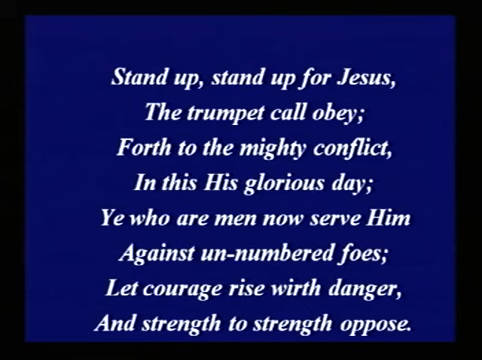 Stand up, stand up for Jesus,
The trumpet call obey;
Forth to the mighty conflict,
In this His glorious day;
Ye who are men now serve Him
Against un-numbered foes;
Let courage rise wirth danger,
And strength to strength oppose.